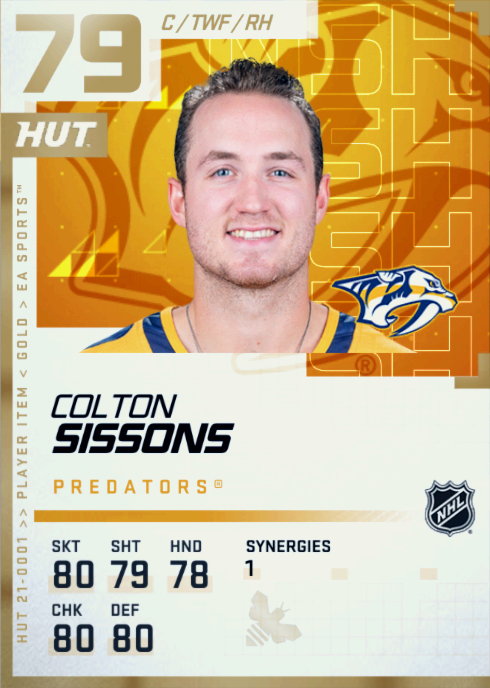 79
C / TWF / RH
HUT
HUT 21-0001 >> PLAYER ITEM < GOLD > EA SPORTS™
COLTON
SISSONS
PREDATORS®
NHL
SKT SHT HND SYNERGIES
80 79 78 1
CHK DEF
80 80